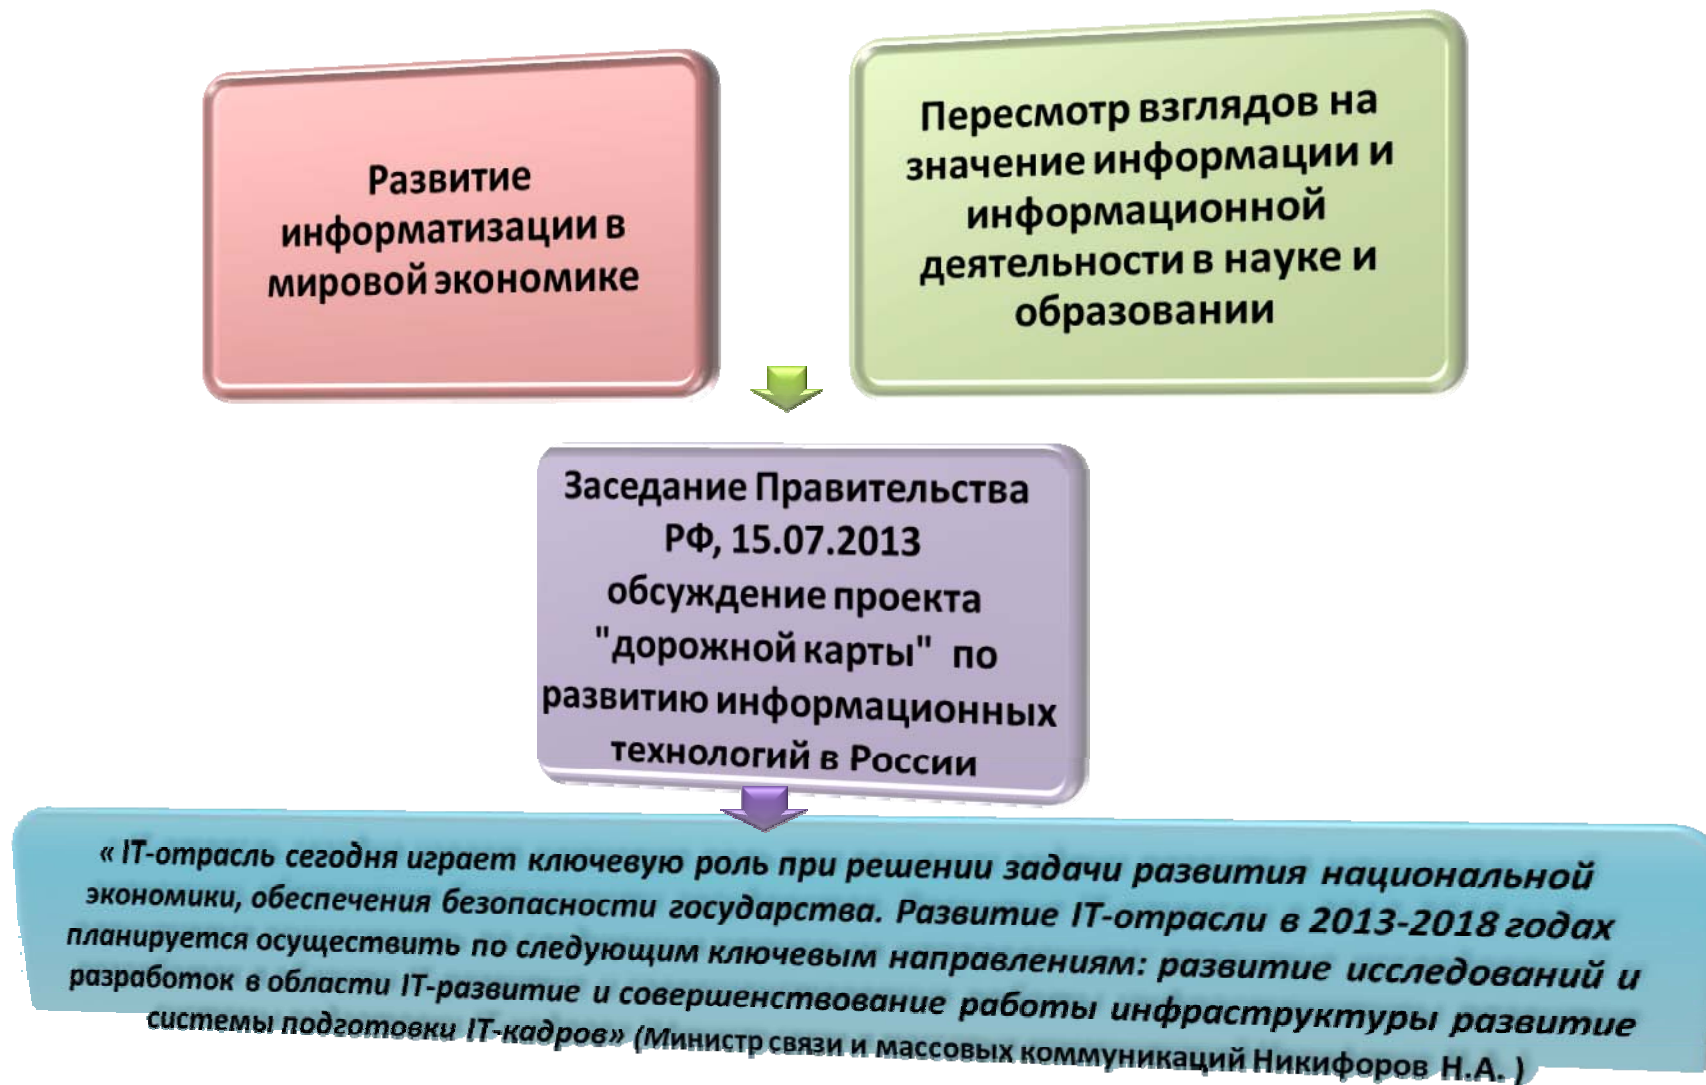 Развитие
информатизации в
мировой экономике
Пересмотр взглядов на
значение информации и
информационной
деятельности в науке и
образовании
Заседание Правительства
РФ, 15.07.2013
обсуждение проекта
"дорожной карты" по
развитию информационных
технологий в России
« IT-отрасль сегодня играет ключевую роль при решении задачи развития национальной
экономики, обеспечения безопасности государства. Развитие IT-отрасли в 2013-2018 годах
планируется осуществить по следующим ключевым направлениям: развитие исследований и
разработок в области IT-развитие и совершенствование работы инфраструктуры развитие
системы подготовки IT-кадров» (Министр связи и массовых коммуникаций Никифоров Н.А. )